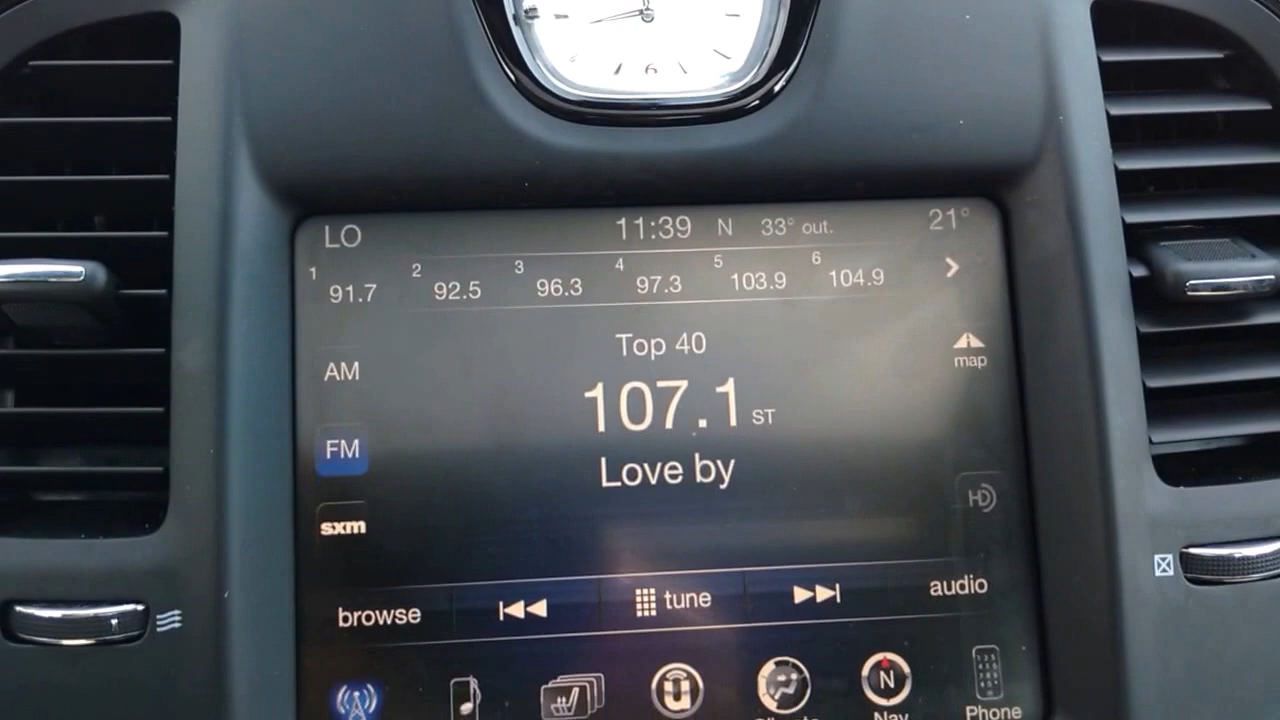 LO 11:39 N 33° out. 21°
1 91.7 2 92.5 3 96.3 4 97.3 5 103.9 6 104.9
Top 40
map
AM
107.1 ST
FM
Love by
HD
sxm
browse tune audio
N
Nav Phone